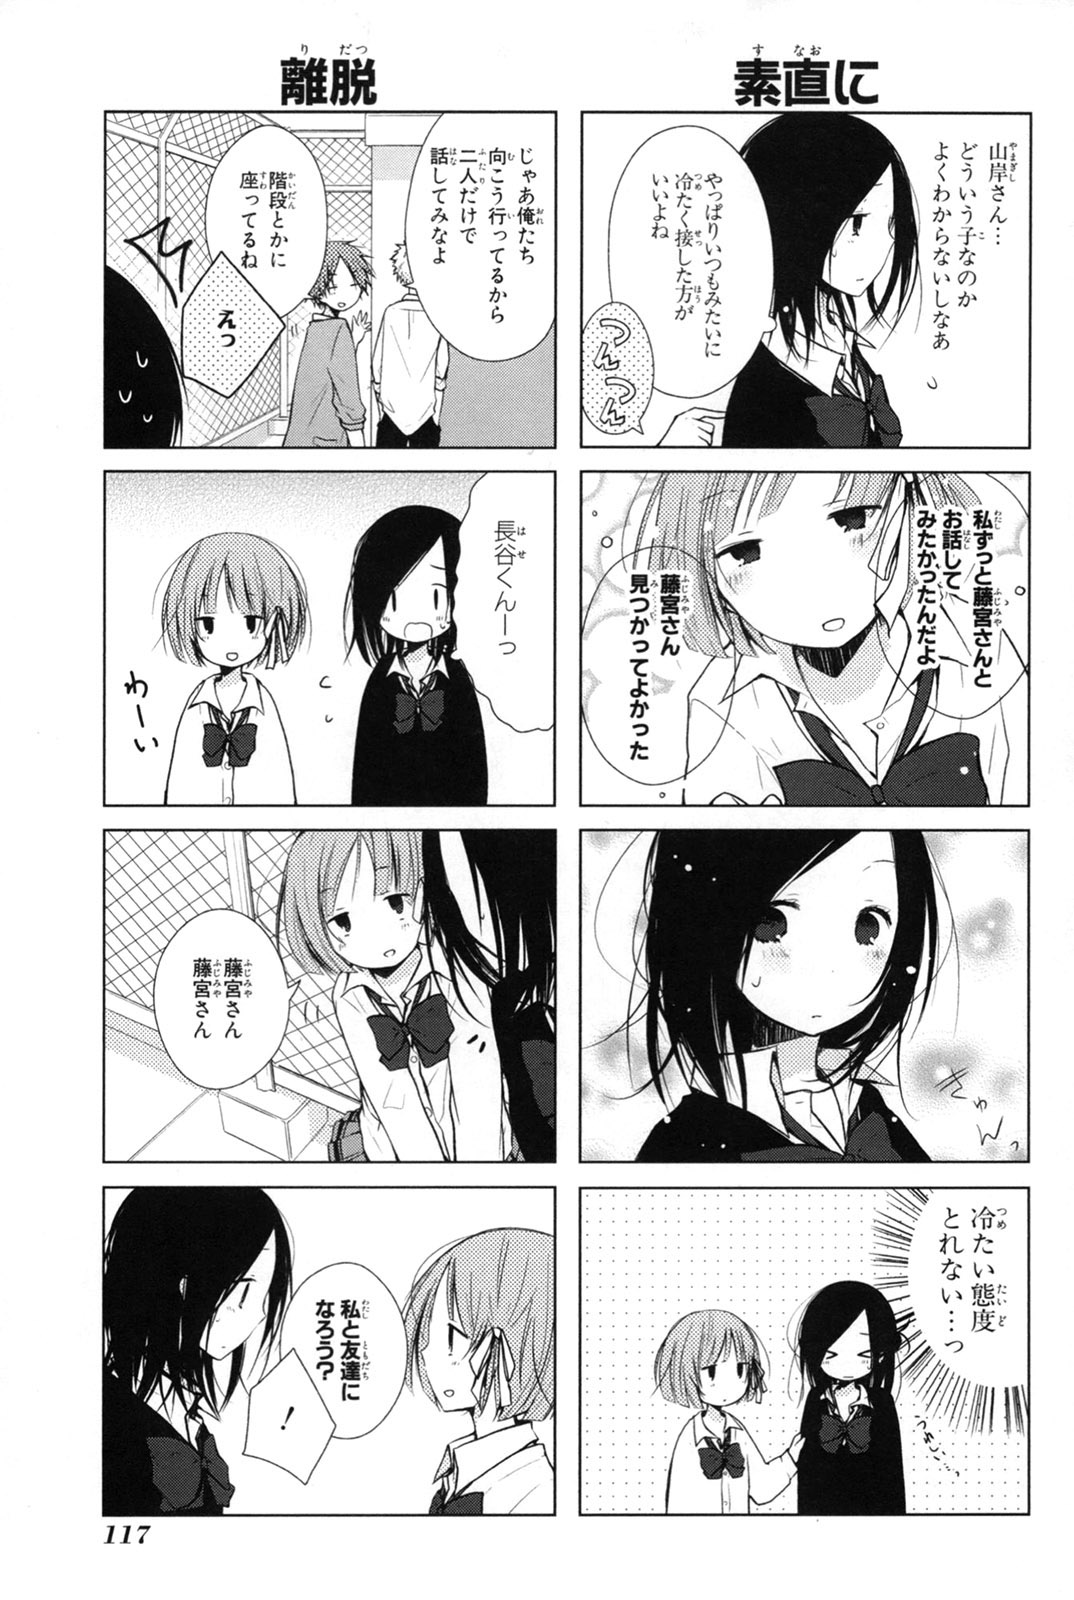 素直に
山岸さん…
どういう子なのか
よくわからないしなぁ
やっぱりいつもみたいに
冷たく接した方が
いいよね
つんつん
私ずっと藤宮さんと
お話して
みたかったんだよ
藤宮さん
見つかってよかった
きゅんっ
冷たい態度
とれない…っ
うれしい……っ
離脱
じゃあ俺たち
向こう行ってるから
二人だけで
話してみなよ
階段とかに
座ってるね
えっ
長谷くんーっ
わーい
藤宮さん
藤宮さん
私と友達に
なろう?
!
117